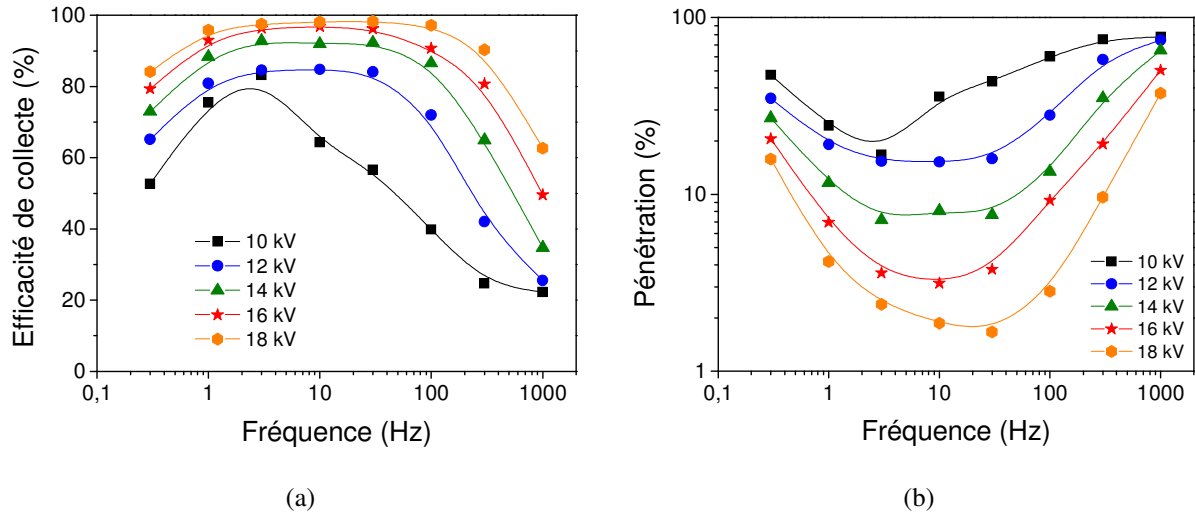 100
80
60
40
20
0
Efficacité de collecte (%)
10 kV
12 kV
14 kV
16 kV
18 kV
0,1 1 10 100 1000
Fréquence (Hz)
(a)
100
10
1
Pénétration (%)
10 kV
12 kV
14 kV
16 kV
18 kV
0,1 1 10 100 1000
Fréquence (Hz)
(b)